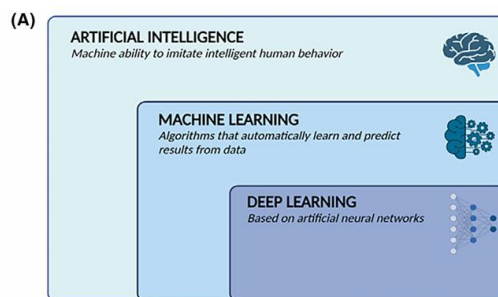 (A)
ARTIFICIAL INTELLIGENCE
Machine ability to imitate intelligent human behavior
MACHINE LEARNING
Algorithms that automatically learn and predict
results from data
DEEP LEARNING
Based on artificial neural networks